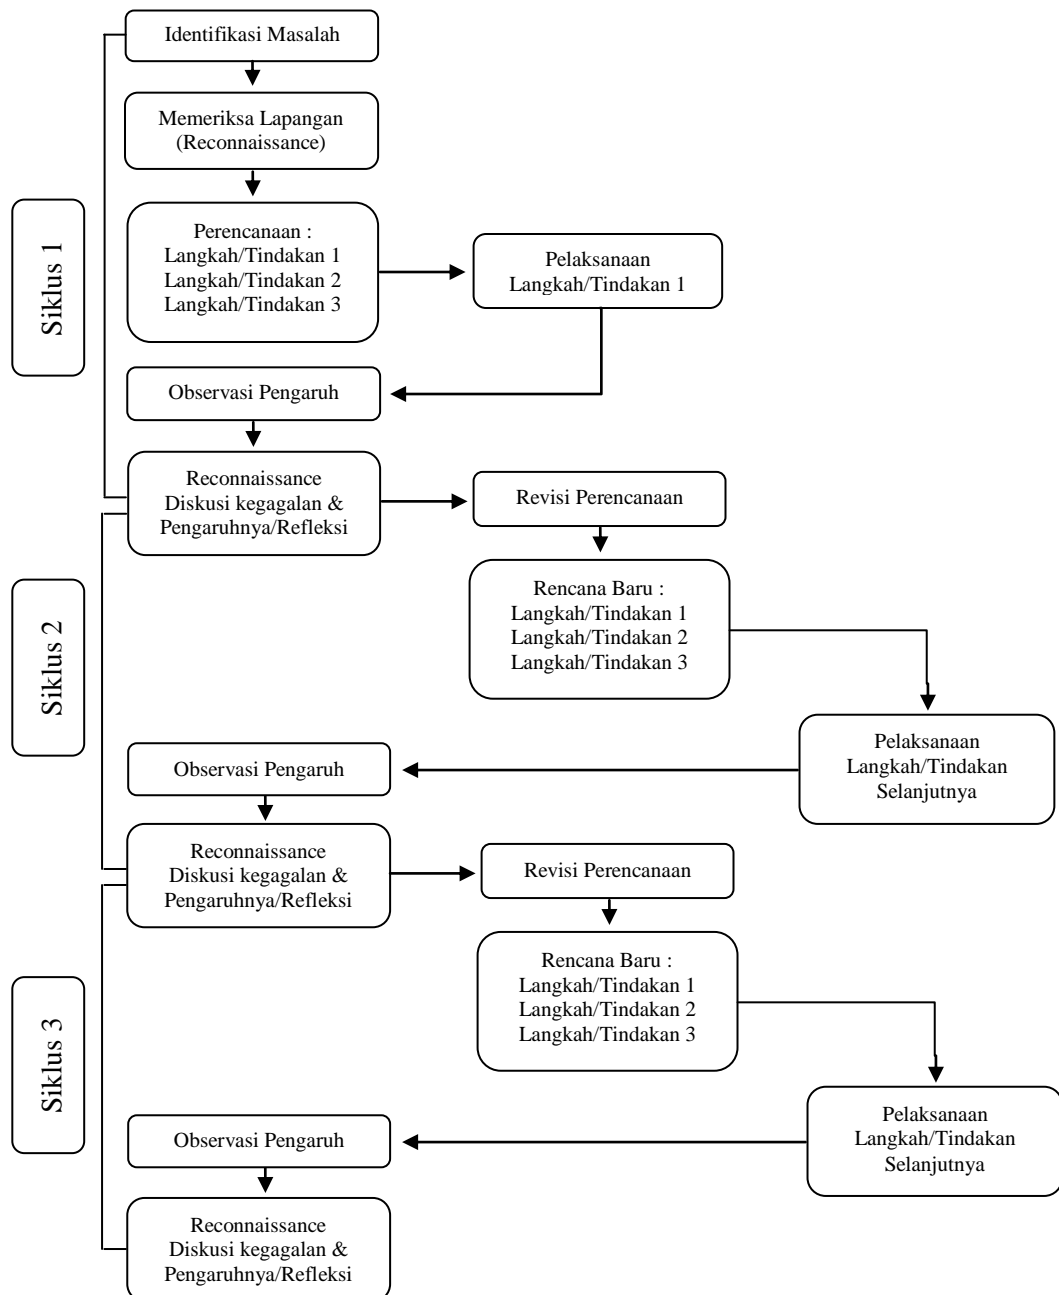 Identifikasi Masalah
Memeriksa Lapangan
(Reconnaissance)
Siklus 1
Perencanaan :
Langkah/Tindakan 1
Langkah/Tindakan 2
Langkah/Tindakan 3
Pelaksanaan
Langkah/Tindakan 1
Observasi Pengaruh
Reconnaissance
Diskusi kegagalan &
Pengaruhnya/Refleksi
Revisi Perencanaan
Siklus 2
Rencana Baru :
Langkah/Tindakan 1
Langkah/Tindakan 2
Langkah/Tindakan 3
Pelaksanaan
Langkah/Tindakan
Selanjutnya
Observasi Pengaruh
Reconnaissance
Diskusi kegagalan &
Pengaruhnya/Refleksi
Revisi Perencanaan
Siklus 3
Rencana Baru :
Langkah/Tindakan 1
Langkah/Tindakan 2
Langkah/Tindakan 3
Pelaksanaan
Langkah/Tindakan
Selanjutnya
Observasi Pengaruh
Reconnaissance
Diskusi kegagalan &
Pengaruhnya/Refleksi